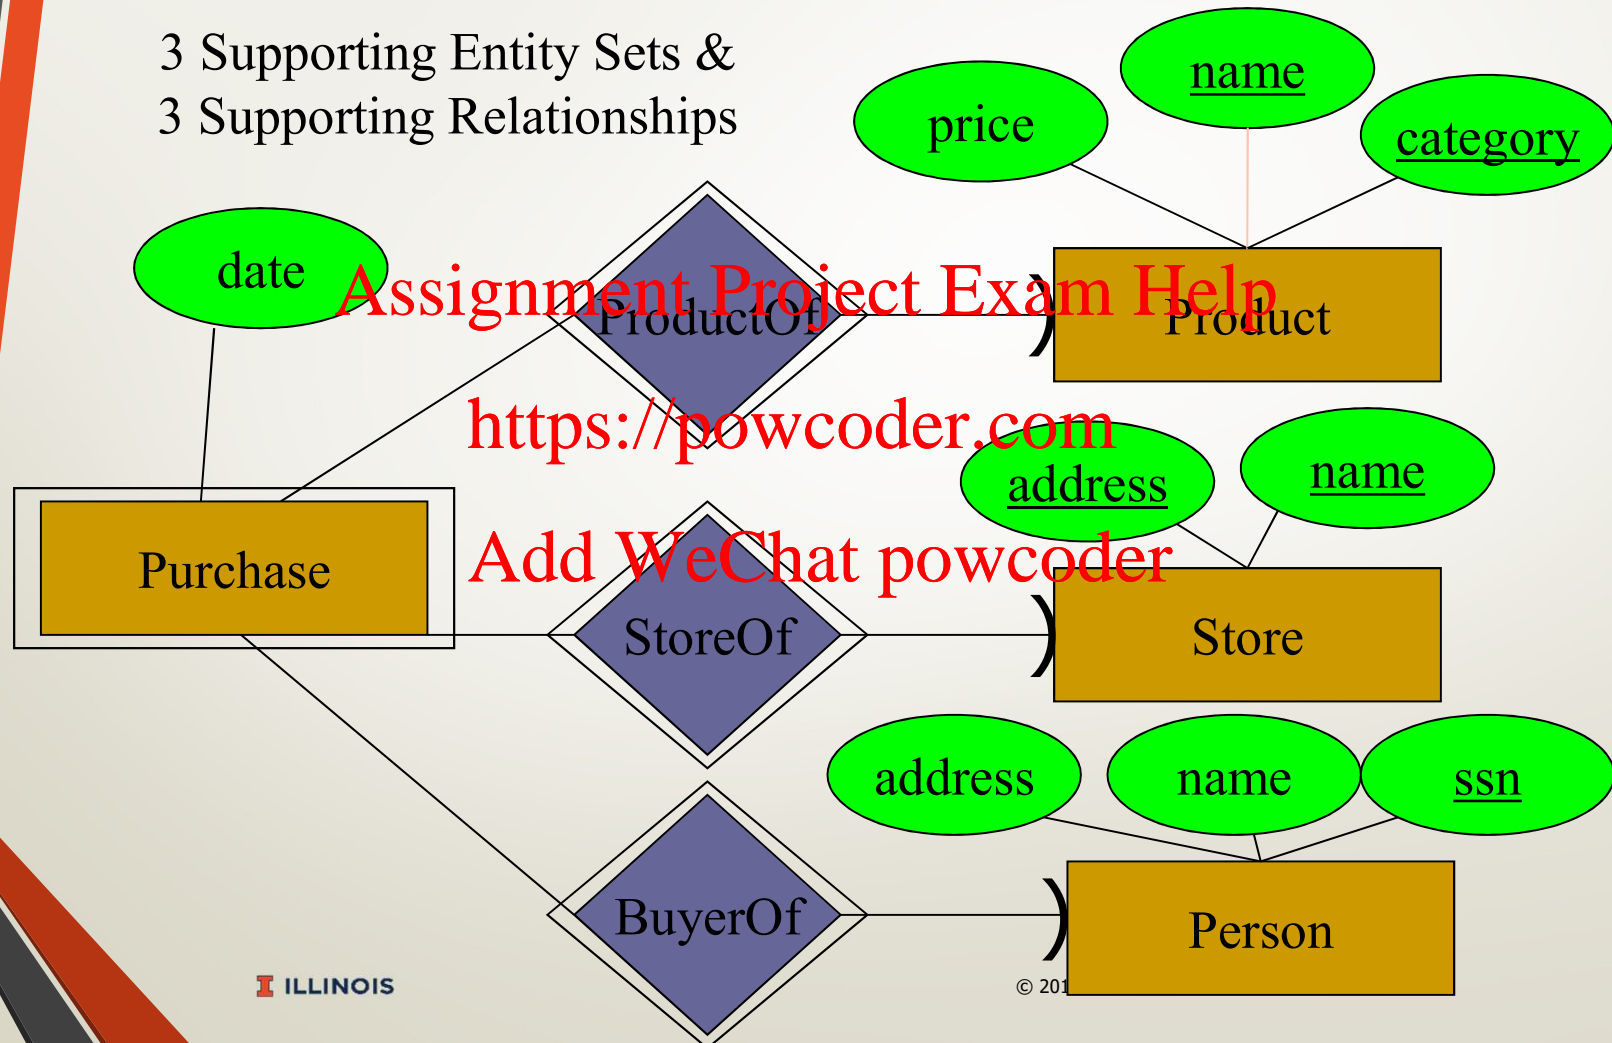 3 Supporting Entity Sets &
3 Supporting Relationships
name
price
category
date
Assignment Project Exam Help
ProductOf
Product
https://powcoder.com
address
name
Add WeChat powcoder
Purchase
StoreOf
Store
address
name
ssn
BuyerOf
Person
ILLINOIS
© 201